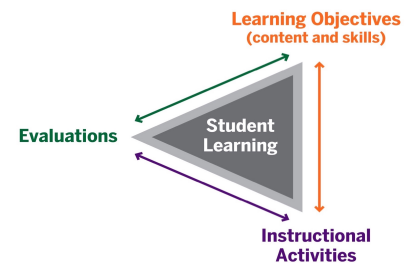 Learning Objectives
(content and skills)
Evaluations
Student
Learning
Instructional
Activities